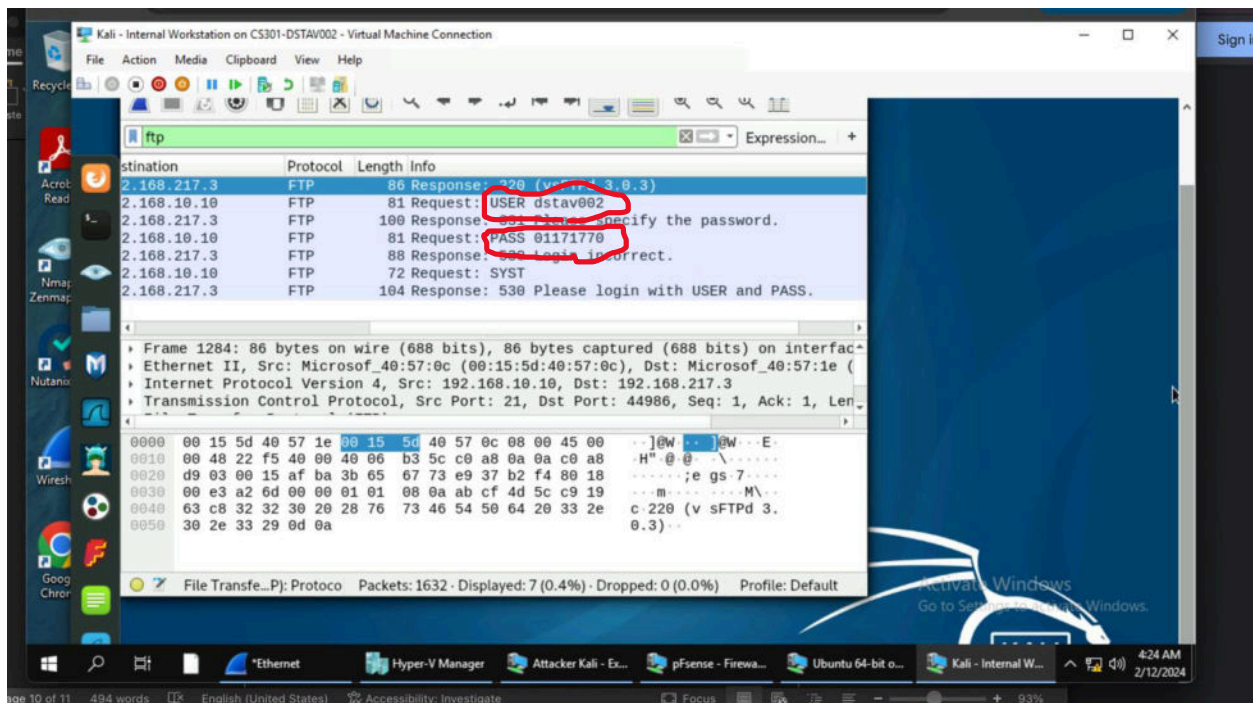 Kali - Internal Workstation on CS301-DSTAV002 - Virtual Machine Connection
Sign i
File Action Media Clipboard View Help
Recycle
ftp
Expression... +
stination Protocol Length Info
2.168.217.3 FTP 86 Response: 220 (vsFTPd 3.0.3)
2.168.10.10 FTP 81 Request: USER dstav002
2.168.217.3 FTP 100 Response: 331 Please specify the password.
2.168.10.10 FTP 81 Request: PASS 01171770
2.168.217.3 FTP 88 Response: 530 Login incorrect.
2.168.10.10 FTP 72 Request: SYST
2.168.217.3 FTP 104 Response: 530 Please login with USER and PASS.
Acrob
Read
Nmap
Zenmap
Nutanix
Wiresh
Goog
Chror
Frame 1284: 86 bytes on wire (688 bits), 86 bytes captured (688 bits) on interfac
Ethernet II, Src: Microsof_40:57:0c (00:15:5d:40:57:0c), Dst: Microsof_40:57:1e (
Internet Protocol Version 4, Src: 192.168.10.10, Dst: 192.168.217.3
Transmission Control Protocol, Src Port: 21, Dst Port: 44986, Seq: 1, Ack: 1, Len
0000 00 15 5d 40 57 1e 00 15 5d 40 57 0c 08 00 45 00 ··]@W·· ·]@W···E·
0010 00 48 22 f5 40 00 40 06 b3 5c c0 a8 0a 0a c0 a8 ·H"·@·@· ·\······
0020 d9 03 00 15 af ba 3b 65 67 73 e9 37 b2 f4 80 18 ······;e gs·7····
0030 00 e3 a2 6d 00 00 01 01 08 0a ab cf 4d 5c c9 19 ···m···· ····M\··
0040 63 c8 32 32 30 20 28 76 73 46 54 50 64 20 33 2e c·220 (v sFTPd 3.
0050 30 2e 33 29 0d 0a 0.3)··
File Transfe...P): Protoco Packets: 1632 · Displayed: 7 (0.4%) · Dropped: 0 (0.0%) Profile: Default
Activate Windows
Go to Settings to activate Windows.
*Ethernet Hyper-V Manager Attacker Kali - Ex... pFsense - Firewa... Ubuntu 64-bit o... Kali - Internal W... 4:24 AM
2/12/2024
age 10 of 11 494 words English (United States) Accessibility: Investigate Focus 93%